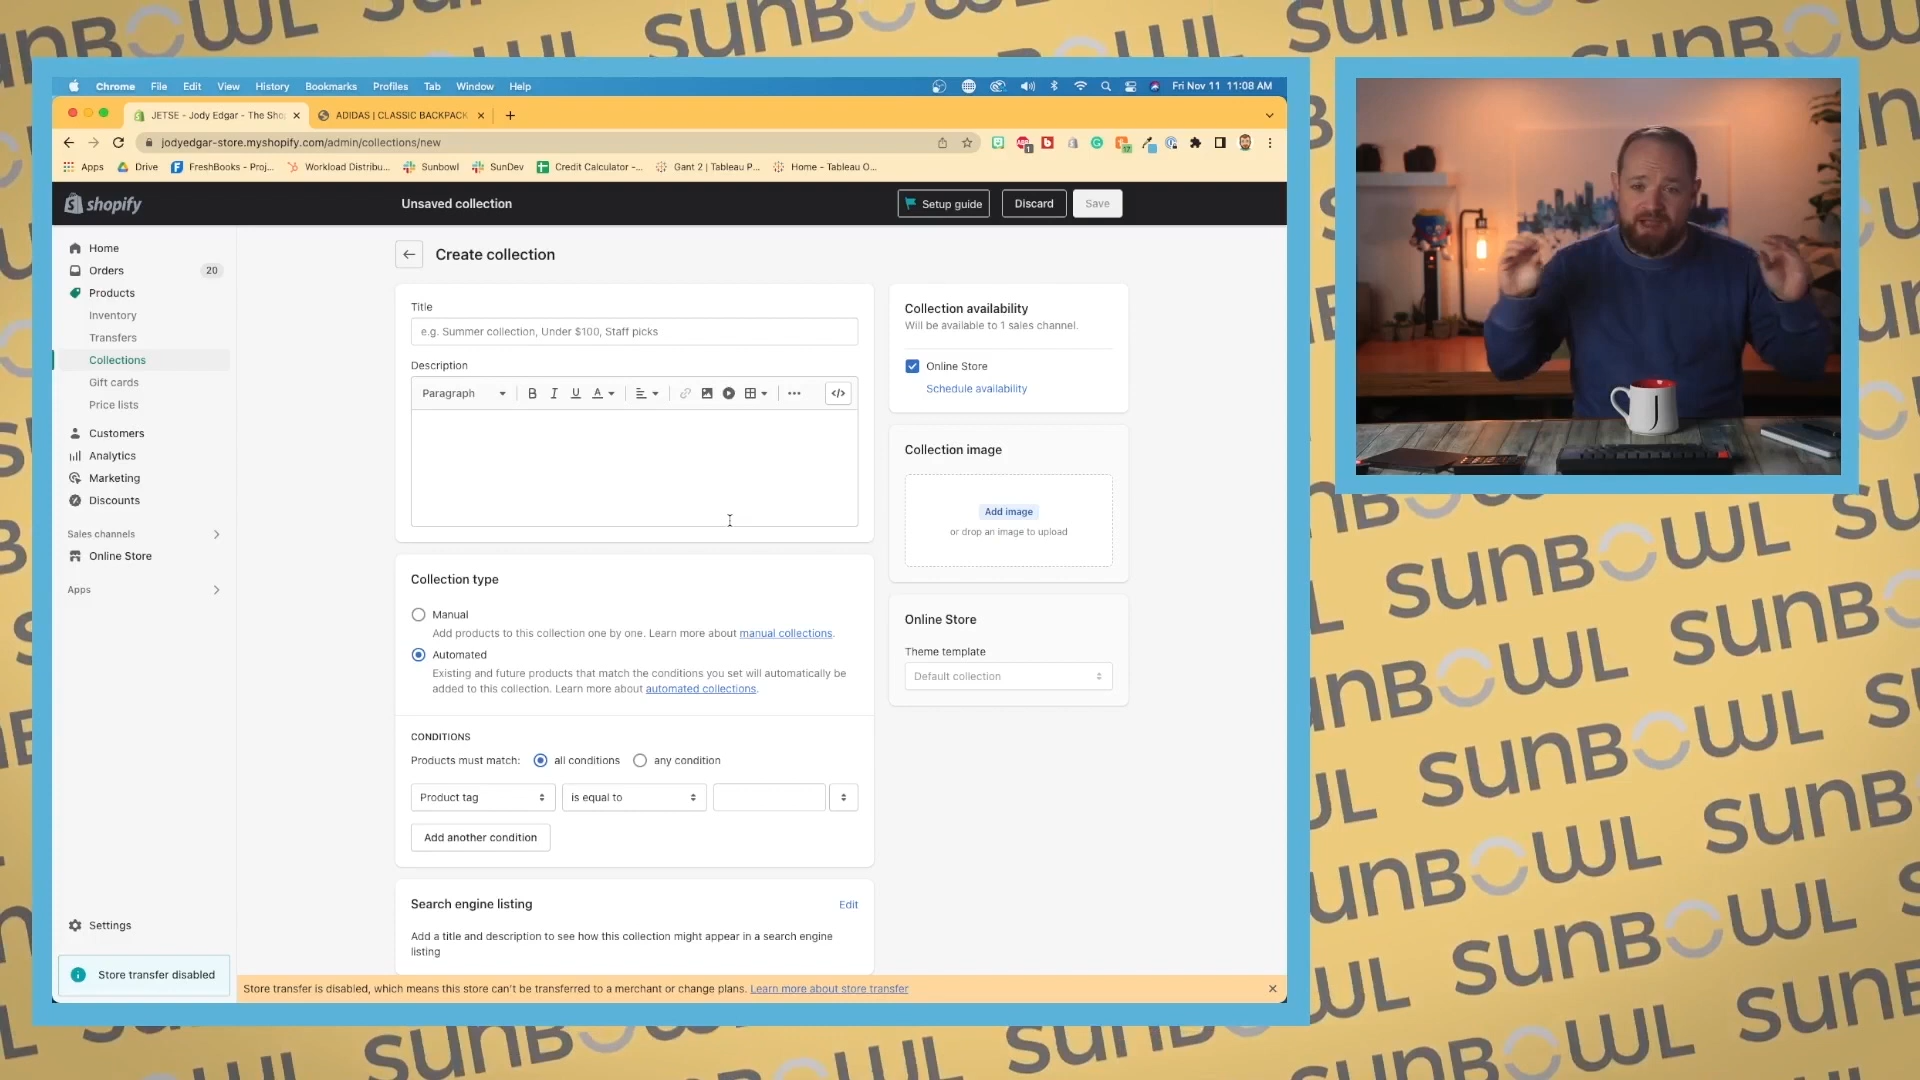 Chrome File Edit View History Bookmarks Profiles Tab Window Help Fri Nov 11 11:08 AM
JETSE - Jody Edgar - The Sho ADIDAS | CLASSIC BACKPACK
jodyedgar-store.myshopify.com/admin/collections/new
Apps Drive FreshBooks - Proj... Workload Distribu... Sunbowl SunDev Credit Calculator -... Gant 2 | Tableau P... Home - Tableau O...
shopify Unsaved collection Setup guide Discard Save
Home
Orders 20
Products
Inventory
Transfers
Collections
Gift cards
Price lists
Customers
Analytics
Marketing
Discounts
Sales channels
Online Store
Apps
Settings
Store transfer disabled
Create collection
Title
e.g. Summer collection, Under $100, Staff picks
Description
Paragraph B I U A
Collection type
Manual
Add products to this collection one by one. Learn more about manual collections.
Automated
Existing and future products that match the conditions you set will automatically be
added to this collection. Learn more about automated collections.
CONDITIONS
Products must match: all conditions any condition
Product tag is equal to
Add another condition
Search engine listing Edit
Add a title and description to see how this collection might appear in a search engine
listing
Collection availability
Will be available to 1 sales channel.
Online Store
Schedule availability
Collection image
Add image
or drop an image to upload
Online Store
Theme template
Default collection
Store transfer is disabled, which means this store can't be transferred to a merchant or change plans. Learn more about store transfer
J
SUNBOWL
SUNBOWL
SUNBOWL
SUNBOWL